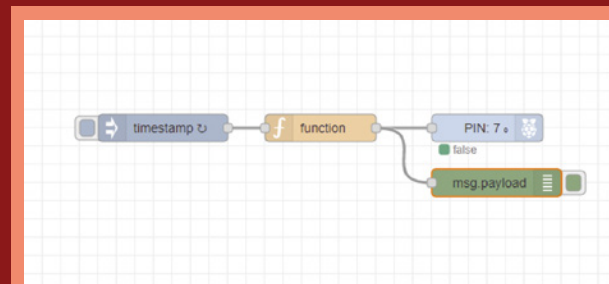 timestamp ↻
function
PIN: 7
false
msg.payload